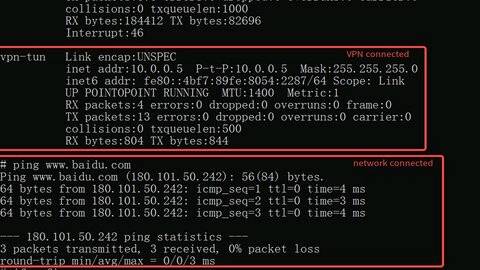 collisions:0 txqueuelen:1000
RX bytes:184412 TX bytes:82696
Interrupt:46
vpn-tun Link encap:UNSPEC
VPN connected
inet addr:10.0.0.5 P-t-P:10.0.0.5 Mask:255.255.255.0
inet6 addr: fe80::4bf7:89fe:8054:2287/64 Scope: Link
UP POINTOPOINT RUNNING MTU:1400 Metric:1
RX packets:4 errors:0 dropped:0 overruns:0 frame:0
TX packets:13 errors:0 dropped:0 overruns:0 carrier:0
collisions:0 txqueuelen:500
RX bytes:804 TX bytes:844
network connected
# ping www.baidu.com
Ping www.baidu.com (180.101.50.242): 56(84) bytes.
64 bytes from 180.101.50.242: icmp_seq=1 ttl=0 time=4 ms
64 bytes from 180.101.50.242: icmp_seq=2 ttl=0 time=3 ms
64 bytes from 180.101.50.242: icmp_seq=3 ttl=0 time=4 ms
--- 180.101.50.242 ping statistics ---
3 packets transmitted, 3 received, 0% packet loss
round-trip min/avg/max = 0/0/3 ms